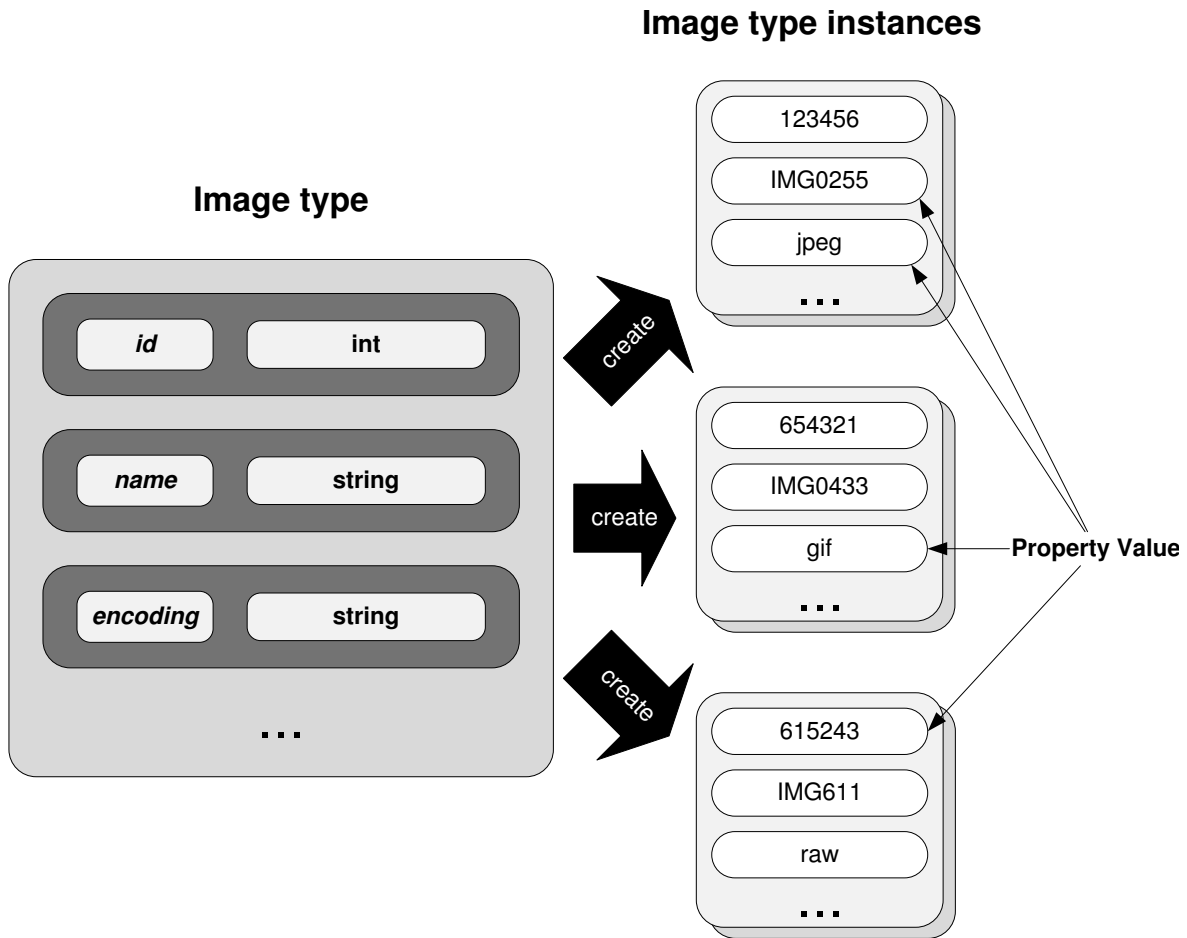 Image type instances
Image type
id int
name string
encoding string
...
create
create
create
123456
IMG0255
jpeg
...
654321
IMG0433
gif
...
615243
IMG611
raw
...
Property Value